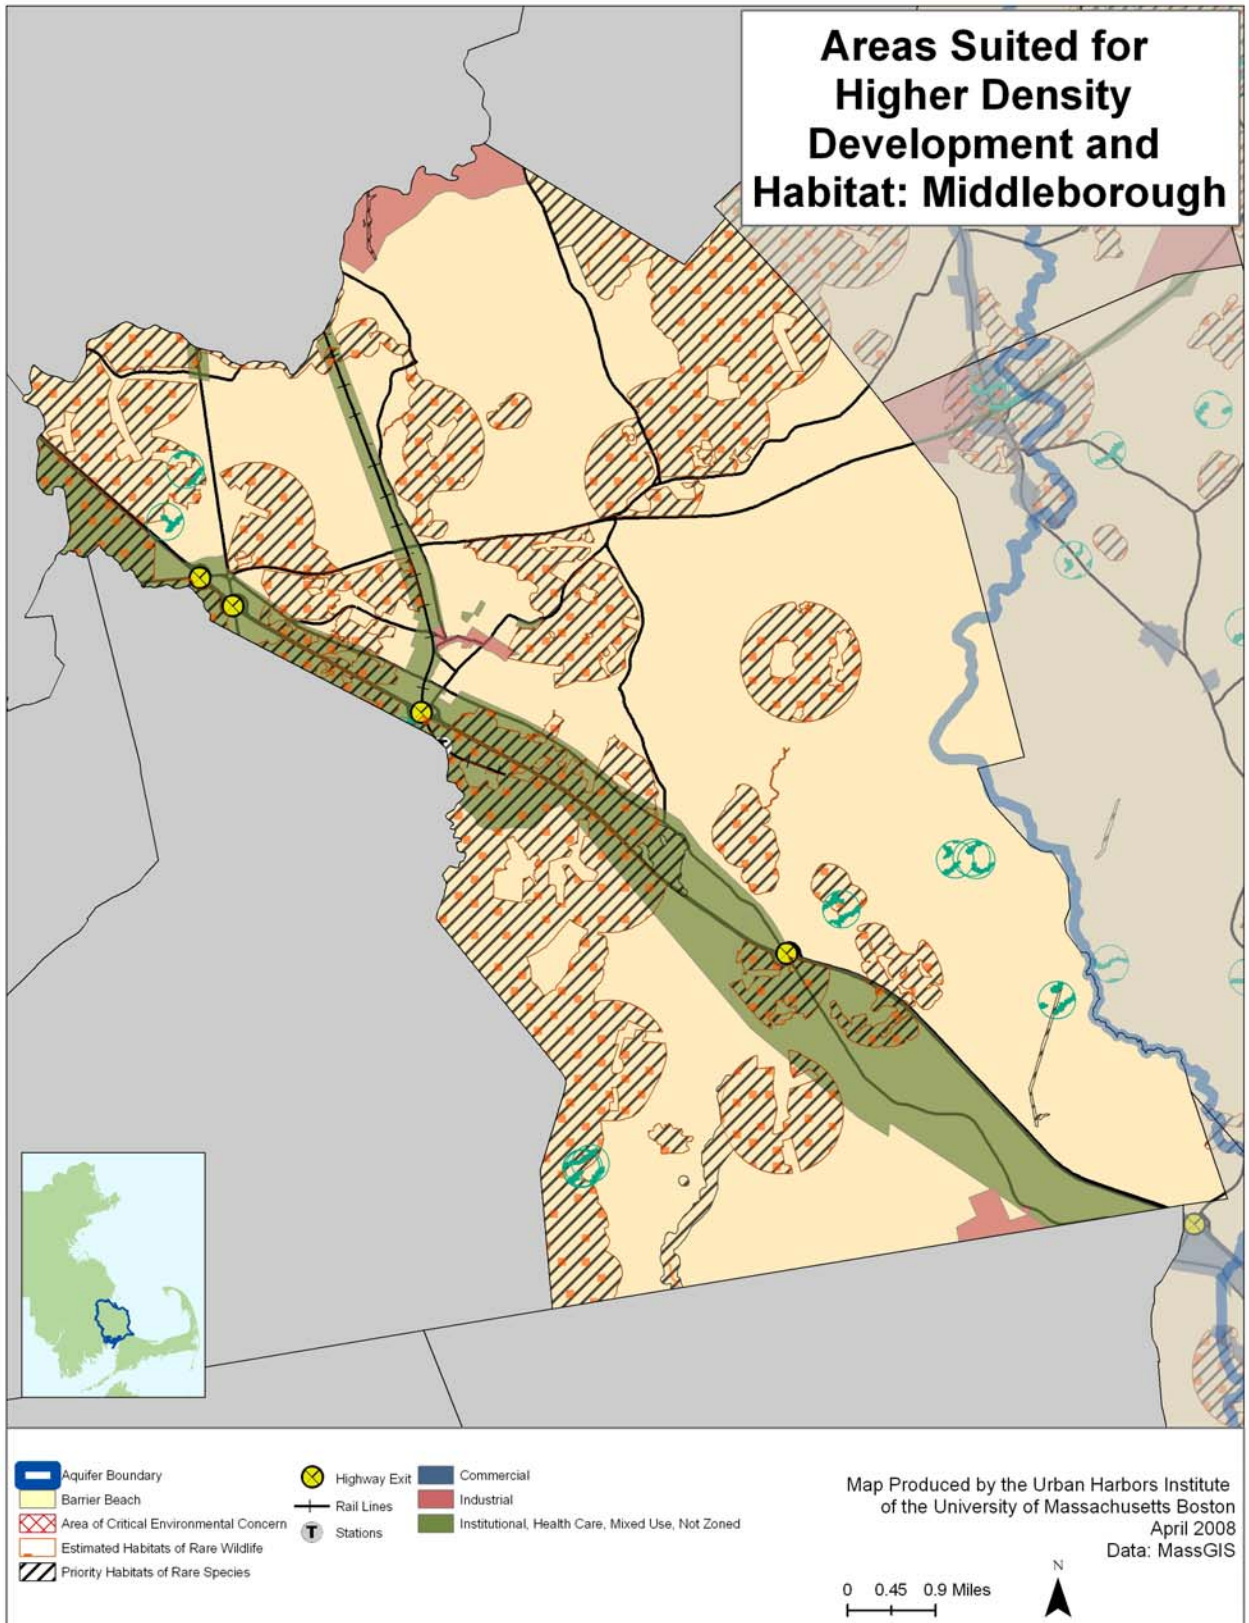 Areas Suited for
Higher Density
Development and
Habitat: Middleborough
Aquifer Boundary
Barrier Beach
Area of Critical Environmental Concern
Estimated Habitats of Rare Wildlife
Priority Habitats of Rare Species
Highway Exit
Rail Lines
T Stations
Commercial
Industrial
Institutional, Health Care, Mixed Use, Not Zoned
Map Produced by the Urban Harbors Institute
of the University of Massachusetts Boston
April 2008
Data: MassGIS
N
0 0.45 0.9 Miles